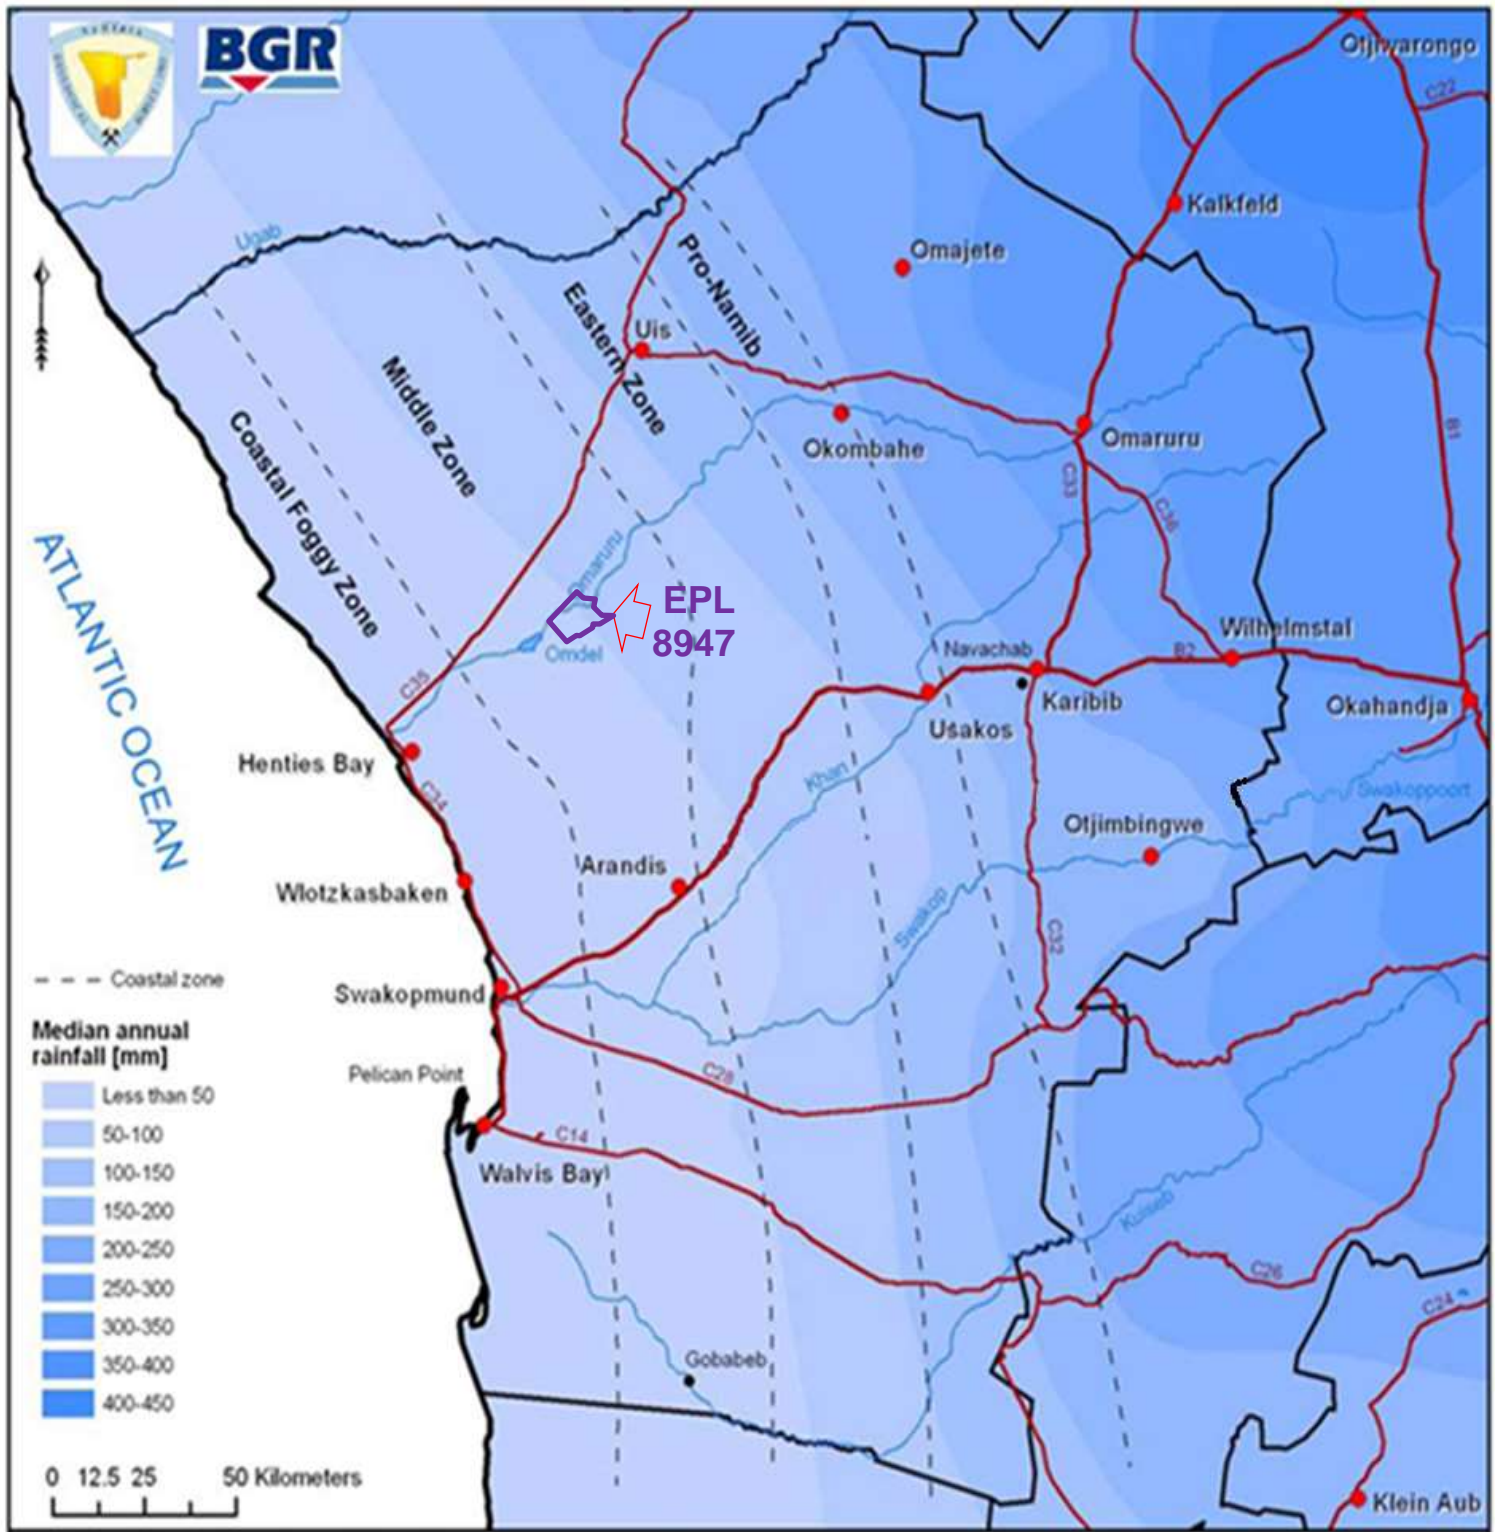 BGR
Otjiwarongo
C22
Kalkfeld
Omajete
Ugab
Pro-Namib
Eastern Zone
Uis
Middle Zone
Coastal Foggy Zone
Okombahe
Omaruru
B1
C33
C36
ATLANTIC OCEAN
Omaruru
EPL
8947
Omdel
C35
Wilhelmstal
Navachab
B2
Karibib
Okahandja
Usakos
Henties Bay
C34
Khan
Swakoppoort
Otjimbingwe
Arandis
Wlotzkasbaken
Swakop
C32
Coastal zone
Swakopmund
Median annual
rainfall [mm]
Pelican Point
C28
Less than 50
50-100
C14
100-150
Walvis Bay
150-200
Kuiseb
200-250
C26
250-300
C24
300-350
350-400
Gobabeb
400-450
0 12.5 25 50 Kilometers
Klein Aub